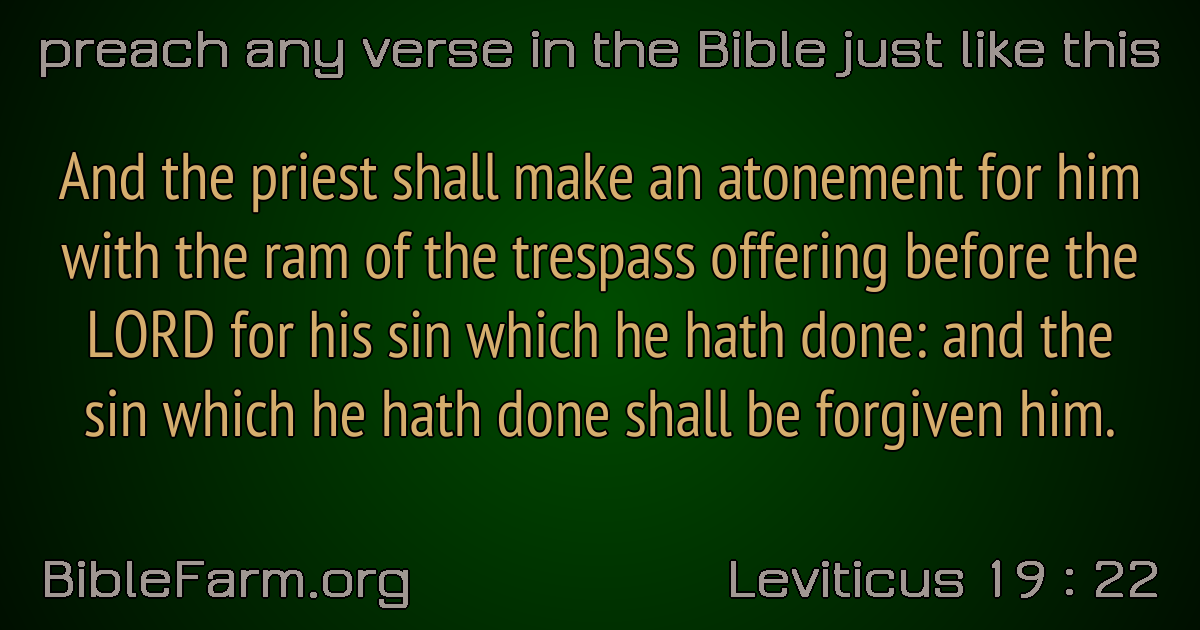 preach any verse in the Bible just like this
And the priest shall make an atonement for him
with the ram of the trespass offering before the
LORD for his sin which he hath done: and the
sin which he hath done shall be forgiven him.
BibleFarm.org
Leviticus 19 : 22